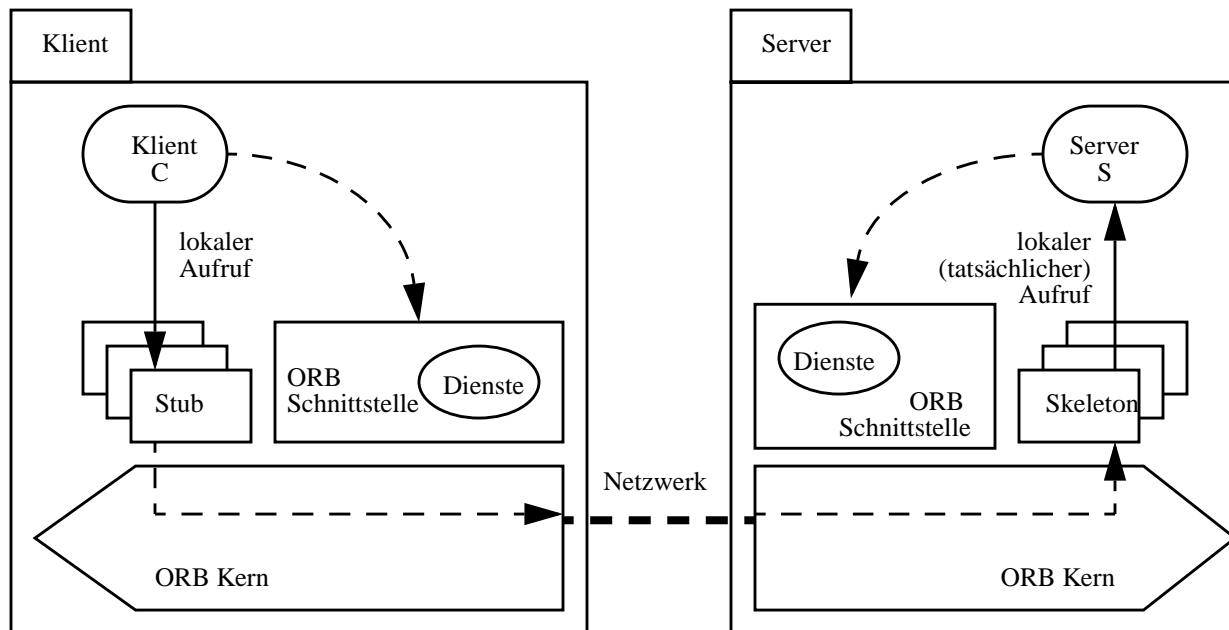 Klient
Server
Klient
C
Server
S
lokaler
Aufruf
lokaler
(tatsächlicher)
Aufruf
Stub
ORB
Schnittstelle
Dienste
Dienste
ORB
Schnittstelle
Skeleton
Netzwerk
ORB Kern
ORB Kern